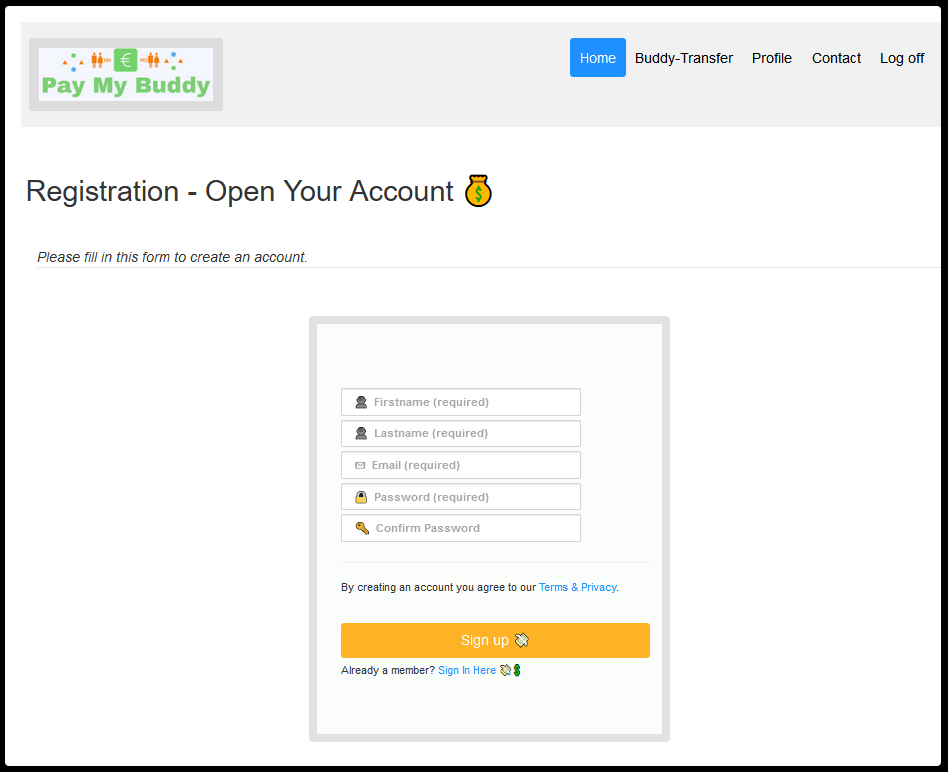 €
Pay My Buddy
Home Buddy-Transfer Profile Contact Log off
Registration - Open Your Account 💰
Please fill in this form to create an account.
Firstname (required)
Lastname (required)
Email (required)
Password (required)
Confirm Password
By creating an account you agree to our Terms & Privacy.
Sign up 💸
Already a member? Sign In Here 💸💲